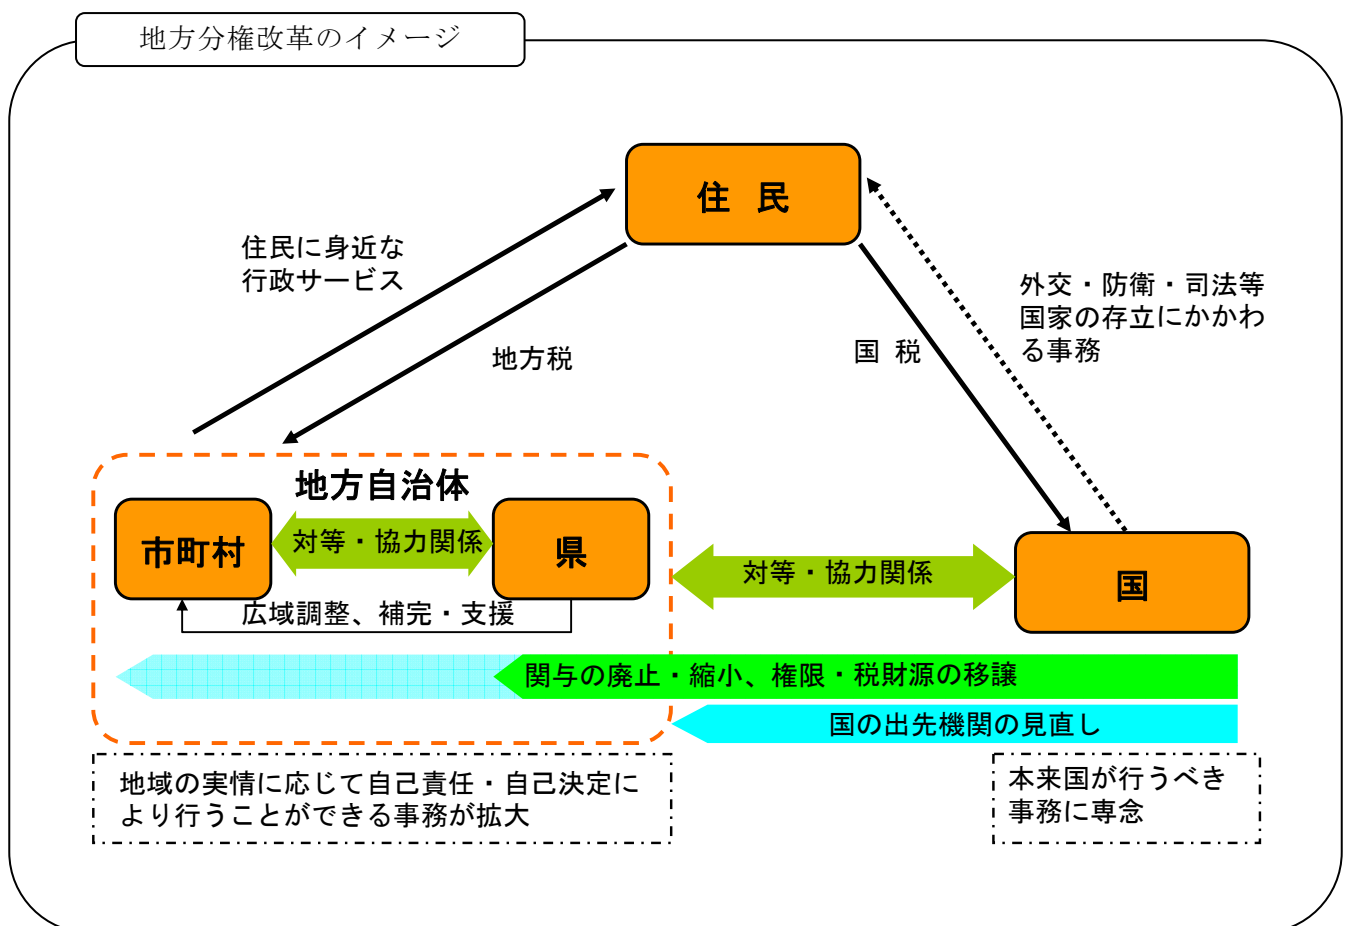 地方分権改革のイメージ
住 民
住民に身近な
行政サービス
地方税
国 税
外交・防衛・司法等
国家の存立にかかわ
る事務
地方自治体
市町村
対等・協力関係
県
広域調整、補完・支援
対等・協力関係
国
関与の廃止・縮小、権限・税財源の移譲
国の出先機関の見直し
地域の実情に応じて自己責任・自己決定に
より行うことができる事務が拡大
本来国が行うべき
事務に専念